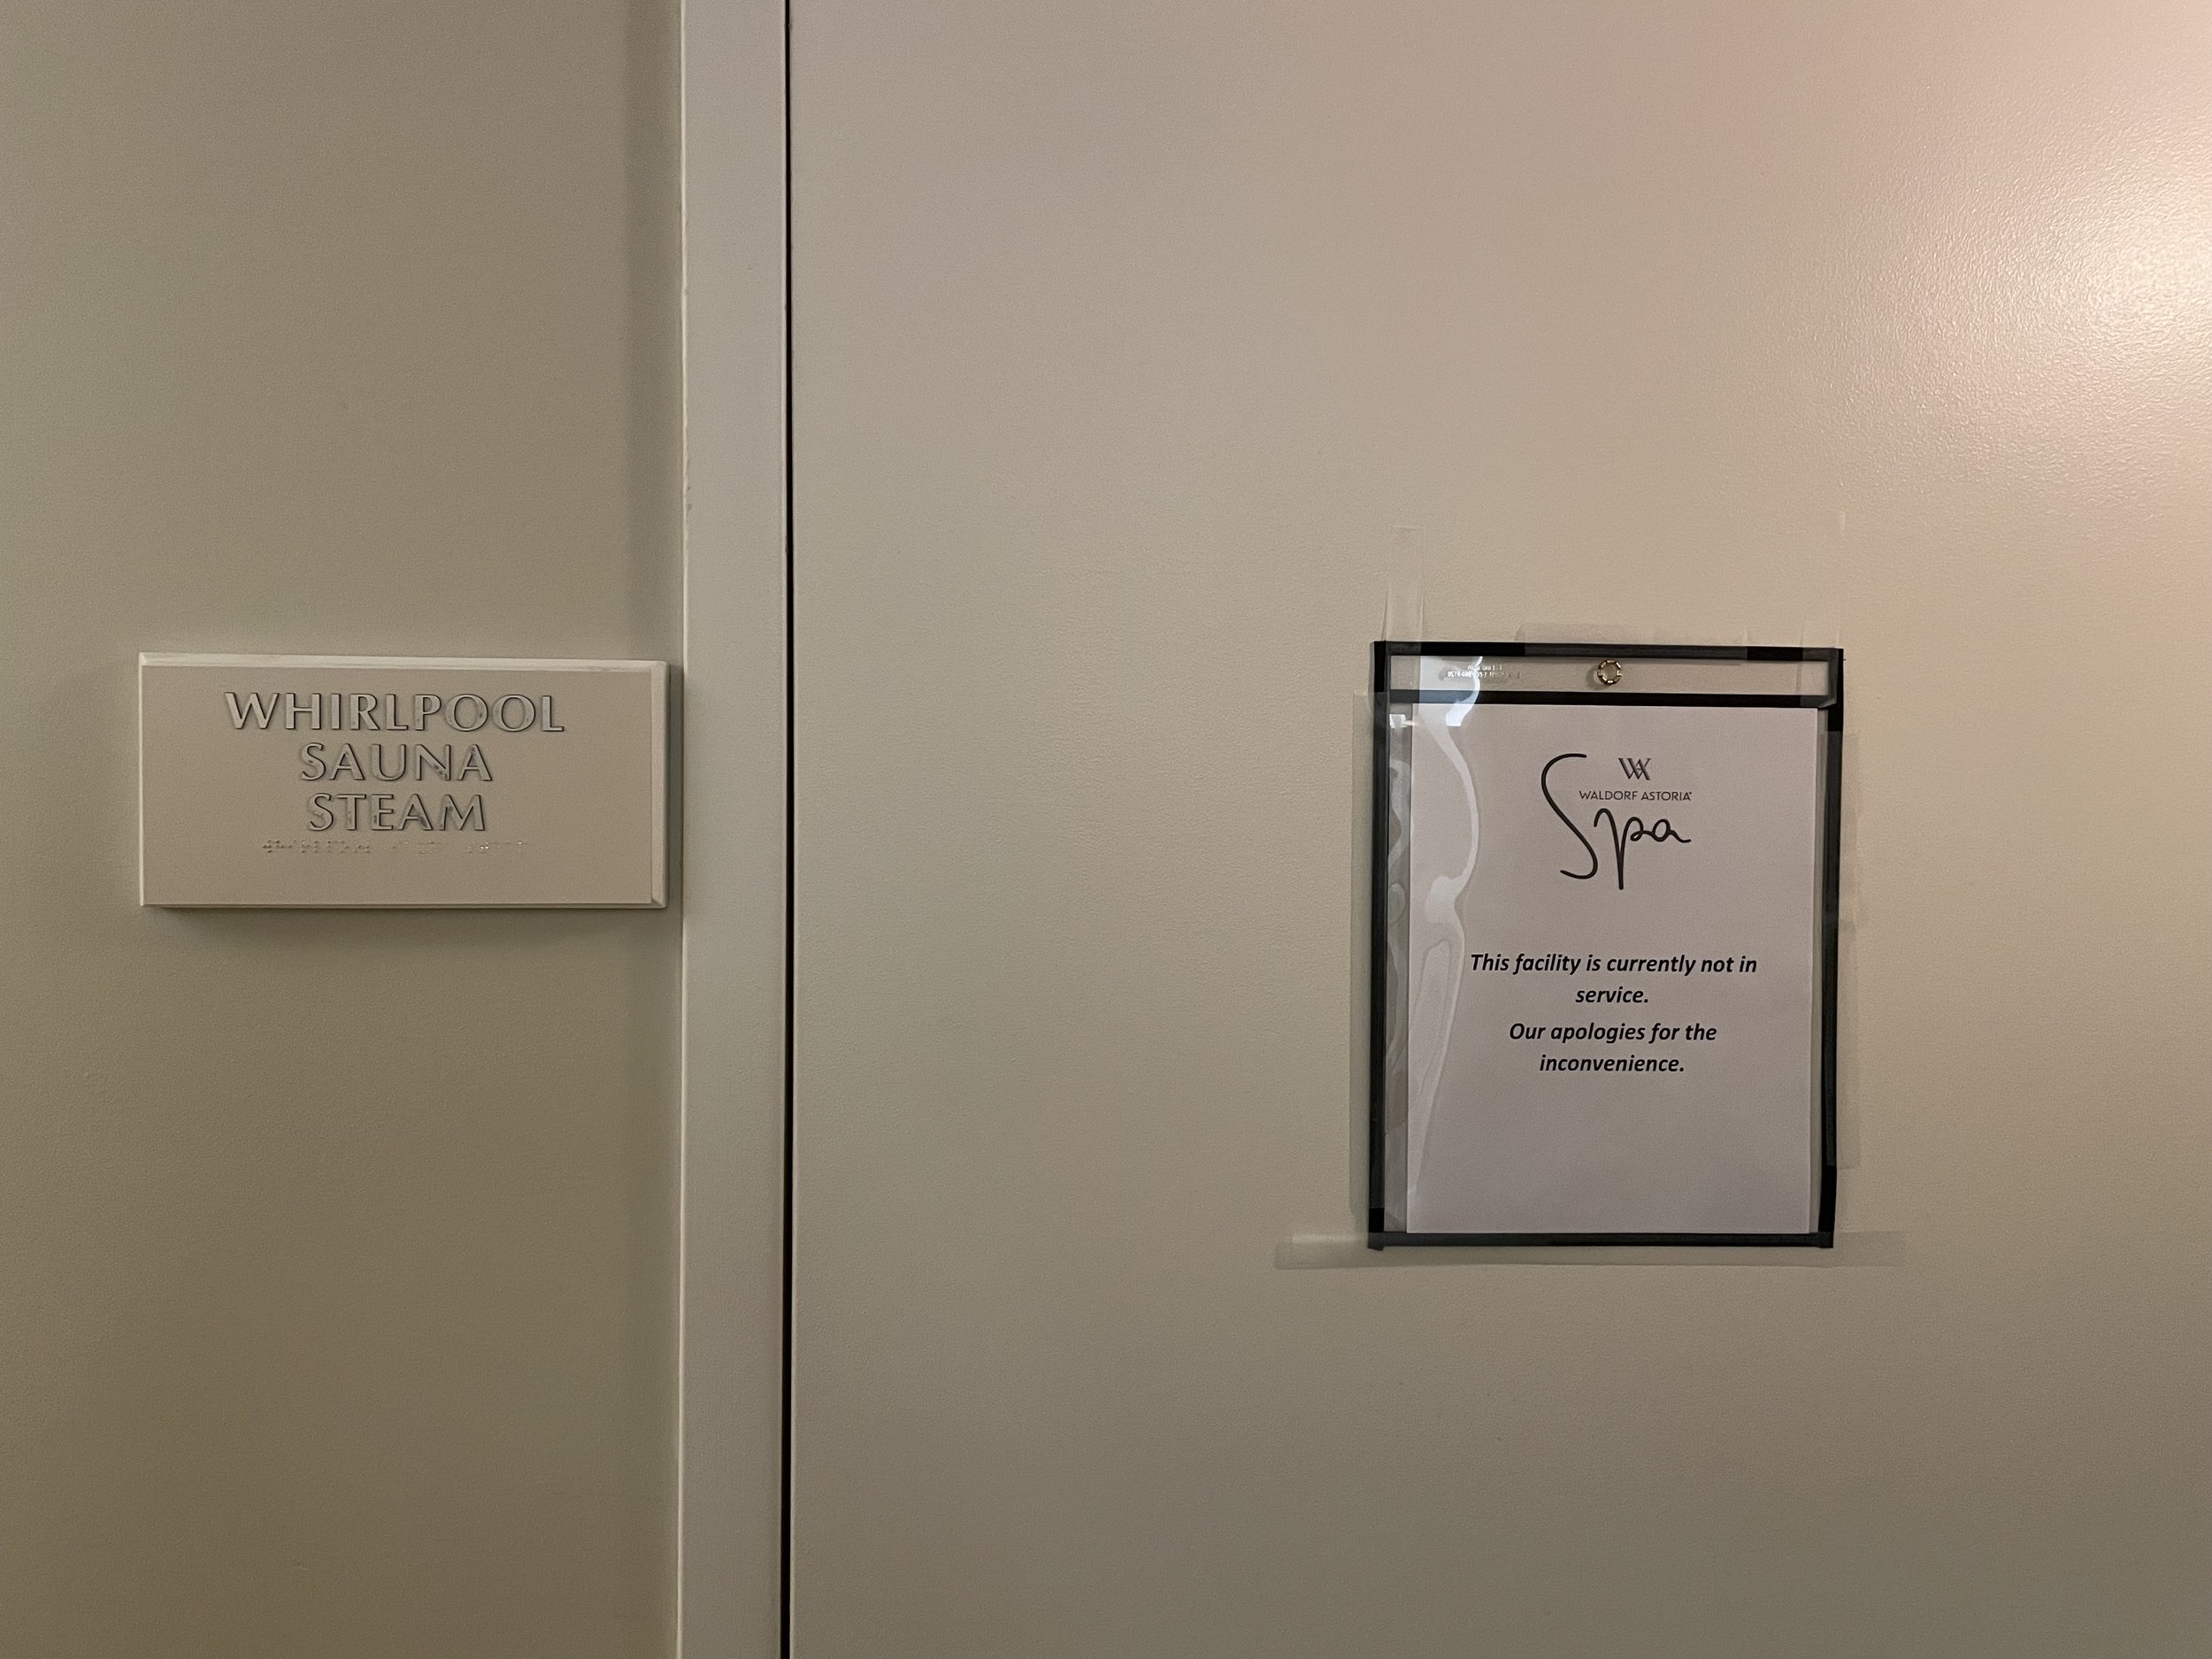 WHIRLPOOL
SAUNA
STEAM
WALDORF ASTORIA
Spa
This facility is currently not in
service.
Our apologies for the
inconvenience.